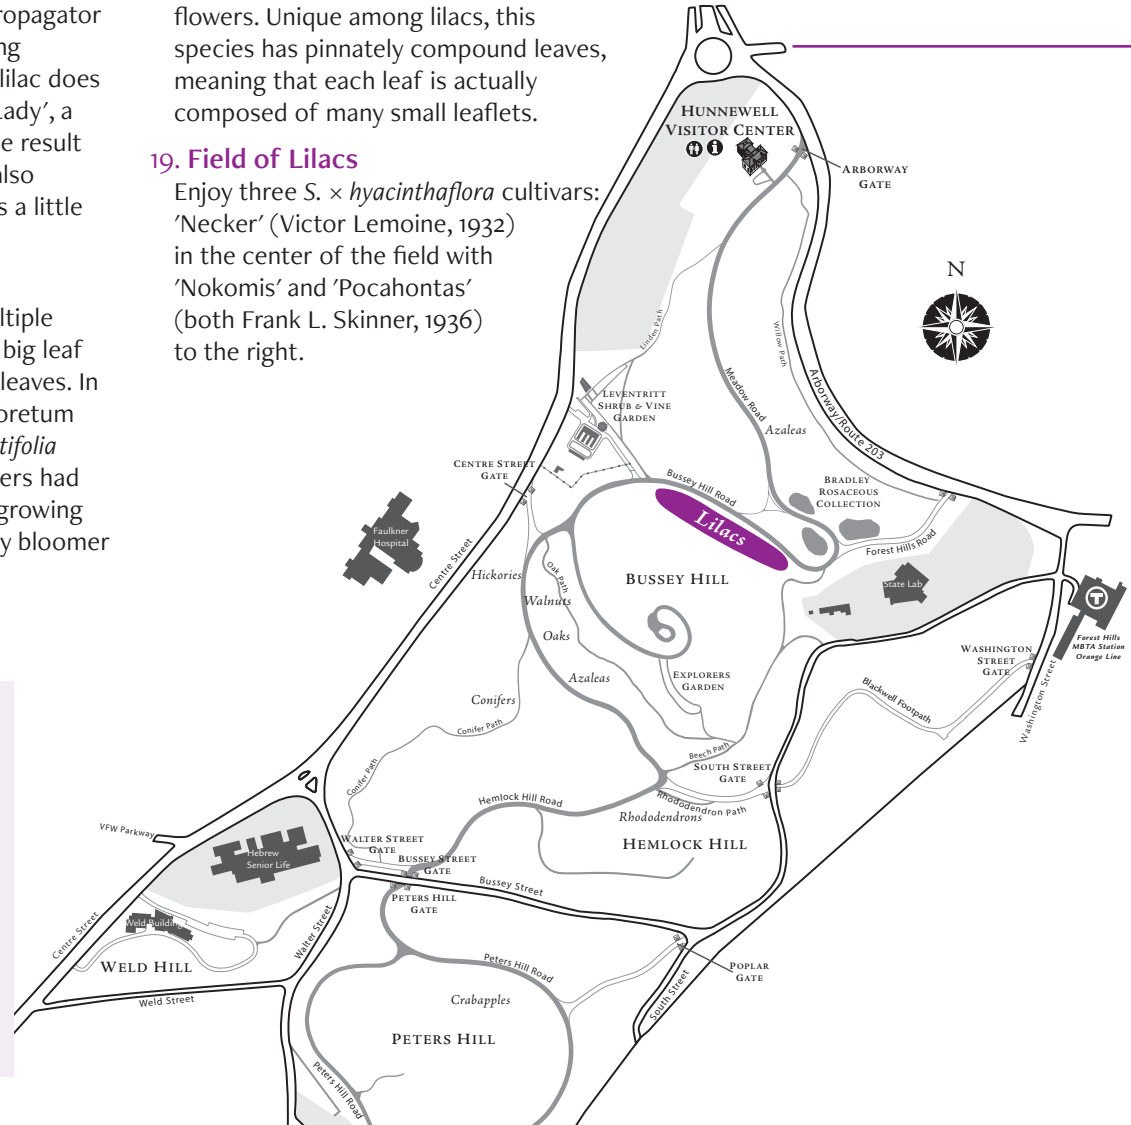 ropagator
ng
lilac does
Lady', a
e result
also
s a little
ltiple
big leaf
leaves. In
oretum
tifolia
ers had
growing
y bloomer
flowers. Unique among lilacs, this
species has pinnately compound leaves,
meaning that each leaf is actually
composed of many small leaflets.
19. Field of Lilacs
Enjoy three S. × hyacinthaflora cultivars:
'Necker' (Victor Lemoine, 1932)
in the center of the field with
'Nokomis' and 'Pocahontas'
(both Frank L. Skinner, 1936)
to the right.
HUNNEWELL
VISITOR CENTER
ARBORWAY
GATE
N
Linden Path
Willow Path
Meadow Road
Azaleas
Arborway/Route 203
LEVENTRITT
SHRUB & VINE
GARDEN
CENTRE STREET
GATE
Bussey Hill Road
BRADLEY
ROSACEOUS
COLLECTION
Lilacs
Forest Hills Road
Faulkner
Hospital
Centre Street
Hickories
Oak Path
Walnuts
BUSSEY HILL
State Lab
Oaks
T
Forest Hills
MBTA Station
Orange Line
WASHINGTON
STREET
GATE
Washington Street
Azaleas
EXPLORERS
GARDEN
Blackwell Footpath
Conifers
Conifer Path
Beech Path
SOUTH STREET
GATE
Conifer Path
Hemlock Hill Road
Rhododendron Path
Rhododendrons
HEMLOCK HILL
VFW Parkway
WALTER STREET
GATE
Hebrew
Senior Life
BUSSEY STREET
GATE
Bussey Street
PETERS HILL
GATE
Centre Street
Weld Building
Walter Street
WELD HILL
Weld Street
Peters Hill Road
POPLAR
GATE
South Street
Crabapples
PETERS HILL
Peters Hill Road